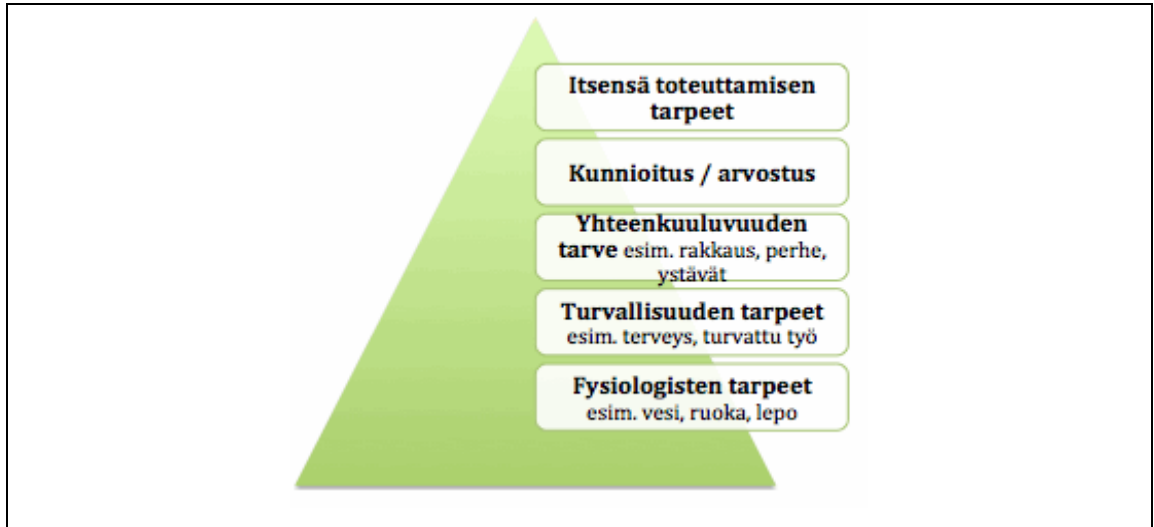 Itsensä toteuttamisen
tarpeet
Kunnioitus / arvostus
Yhteenkuuluvuuden
tarve esim. rakkaus, perhe,
ystävät
Turvallisuuden tarpeet
esim. terveys, turvattu työ
Fysiologisten tarpeet
esim. vesi, ruoka, lepo